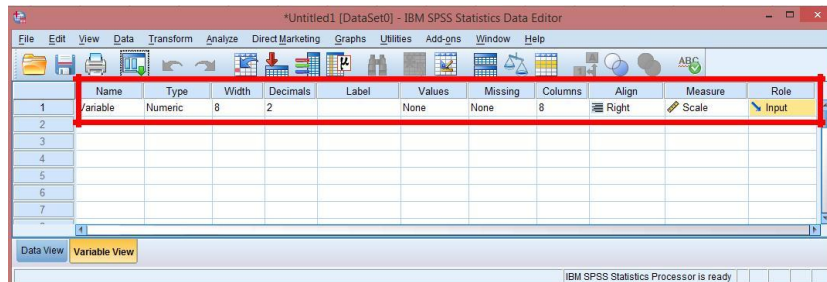 *Untitled1 [DataSet0] - IBM SPSS Statistics Data Editor
File Edit View Data Transform Analyze Direct Marketing Graphs Utilities Add-ons Window Help
ABC
Name Type Width Decimals Label Values Missing Columns Align Measure Role
1 Variable Numeric 8 2 None None 8 Right Scale Input
2
3
4
5
6
7
Data View Variable View
IBM SPSS Statistics Processor is ready